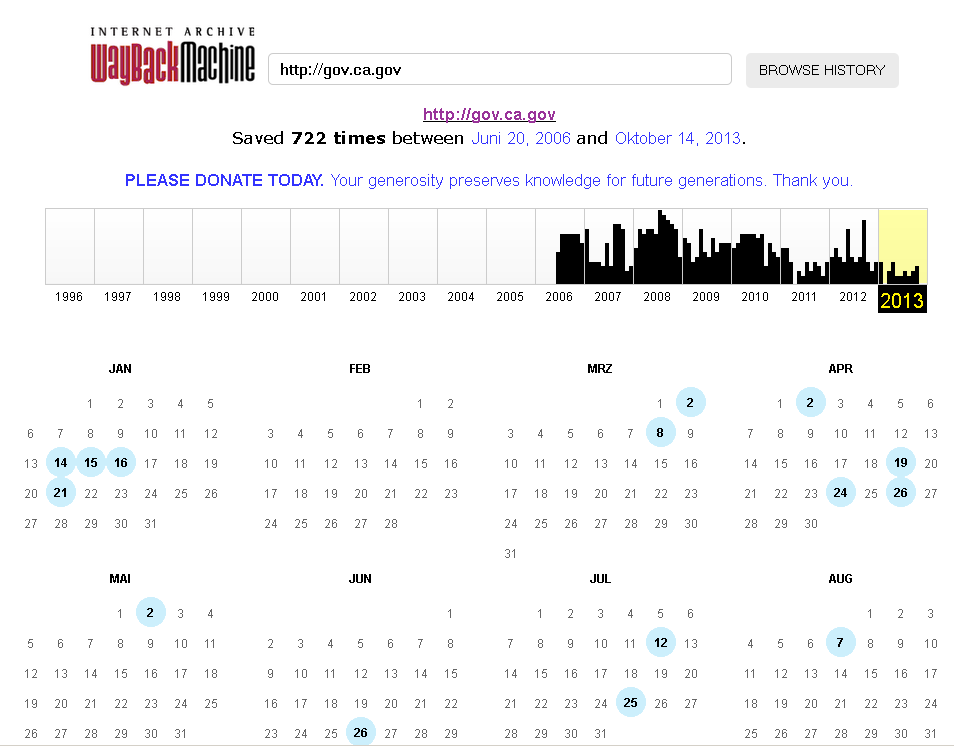 INTERNET ARCHIVE
WayBackMachine
http://gov.ca.gov
BROWSE HISTORY
http://gov.ca.gov
Saved 722 times between Juni 20, 2006 and Oktober 14, 2013.
PLEASE DONATE TODAY. Your generosity preserves knowledge for future generations. Thank you.
1996 1997 1998 1999 2000 2001 2002 2003 2004 2005 2006 2007 2008 2009 2010 2011 2012 2013
JAN FEB MRZ APR
1 2 3 4 5 1 2 1 2 1 2 3 4 5 6
6 7 8 9 10 11 12 3 4 5 6 7 8 9 3 4 5 6 7 8 9 7 8 9 10 11 12 13
13 14 15 16 17 18 19 10 11 12 13 14 15 16 10 11 12 13 14 15 16 14 15 16 17 18 19 20
20 21 22 23 24 25 26 17 18 19 20 21 22 23 17 18 19 20 21 22 23 21 22 23 24 25 26 27
27 28 29 30 31 24 25 26 27 28 24 25 26 27 28 29 30 28 29 30
31
MAI JUN JUL AUG
1 2 3 4 1 1 2 3 4 5 6 1 2 3
5 6 7 8 9 10 11 2 3 4 5 6 7 8 7 8 9 10 11 12 13 4 5 6 7 8 9 10
12 13 14 15 16 17 18 9 10 11 12 13 14 15 14 15 16 17 18 19 20 11 12 13 14 15 16 17
19 20 21 22 23 24 25 16 17 18 19 20 21 22 21 22 23 24 25 26 27 18 19 20 21 22 23 24
26 27 28 29 30 31 23 24 25 26 27 28 29 28 29 30 31 25 26 27 28 29 30 31